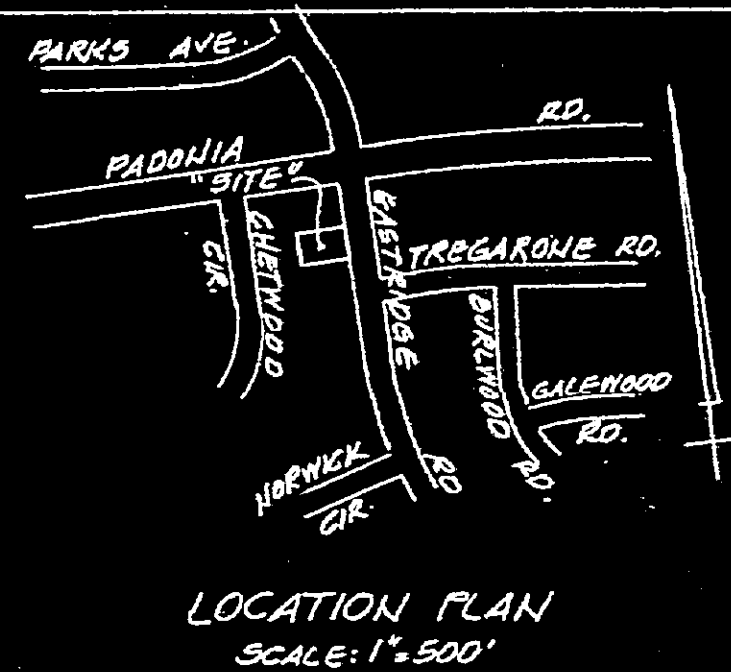 PARKS AVE.
RD.
PADONIA
"SITE"
CHETWOOD
CIR.
EASTRIDGE
TREGARONE RD.
BURLWOOD
GALEWOOD
RD.
NORWICK
CIR.
RD
RD.
LOCATION PLAN
SCALE: 1"=500'